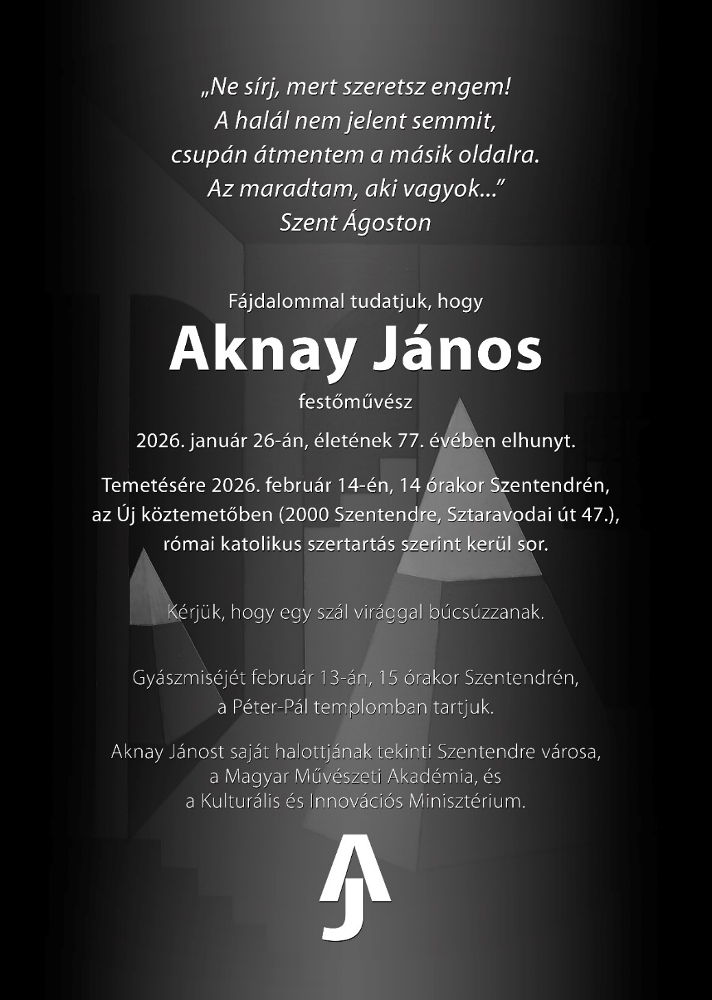 „Ne sírj, mert szeretsz engem!
A halál nem jelent semmit,
csupán átmentem a másik oldalra.
Az maradtam, aki vagyok...”
Szent Ágoston
Fájdalommal tudatjuk, hogy
Aknay János
festőművész
2026. január 26-án, életének 77. évében elhunyt.
Temetésére 2026. február 14-én, 14 órakor Szentendrén,
az Új köztemetőben (2000 Szentendre, Sztaravodai út 47.),
római katolikus szertartás szerint kerül sor.
Kérjük, hogy egy szál virággal búcsúzzanak.
Gyászmiséjét február 13-án, 15 órakor Szentendrén,
a Péter-Pál templomban tartjuk.
Aknay Jánost saját halottjának tekinti Szentendre városa,
a Magyar Művészeti Akadémia, és
a Kulturális és Innovációs Minisztérium.
AJ